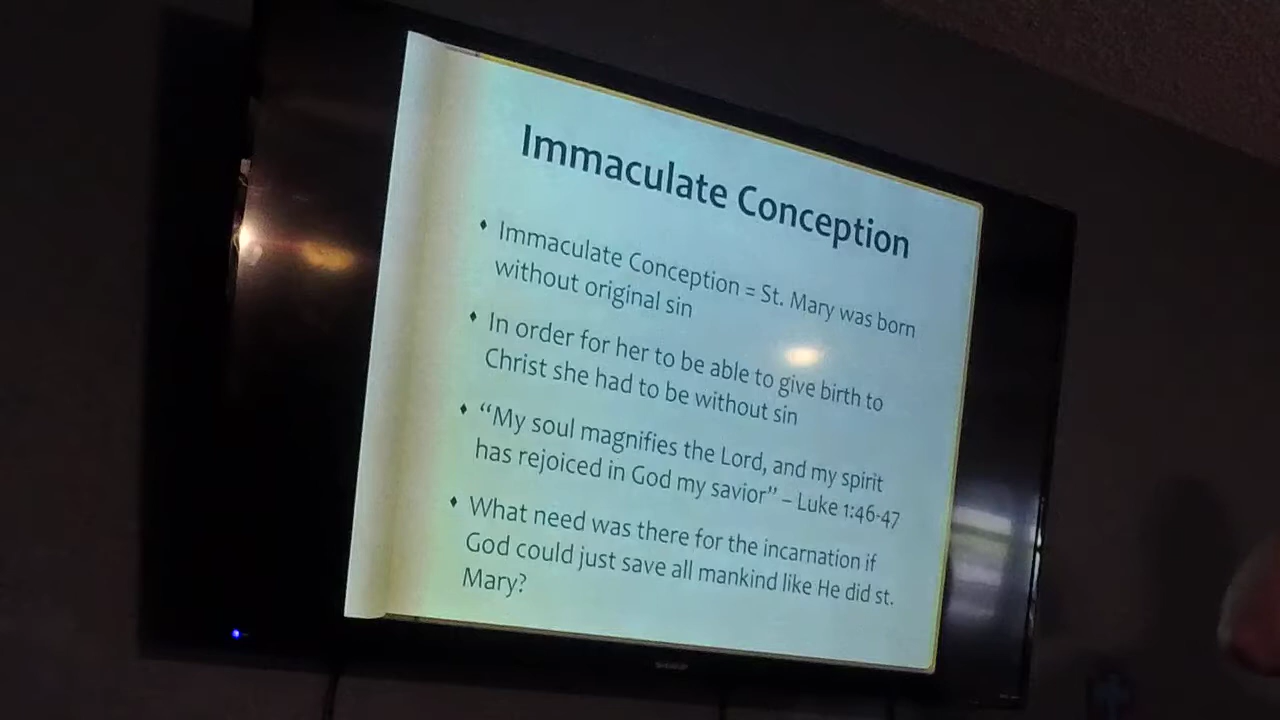 Immaculate Conception
♦ Immaculate Conception = St. Mary was born
without original sin
♦ In order for her to be able to give birth to
Christ she had to be without sin
♦ “My soul magnifies the Lord, and my spirit
has rejoiced in God my savior” – Luke 1:46-47
♦ What need was there for the incarnation if
God could just save all mankind like He did st.
Mary?
SHARP